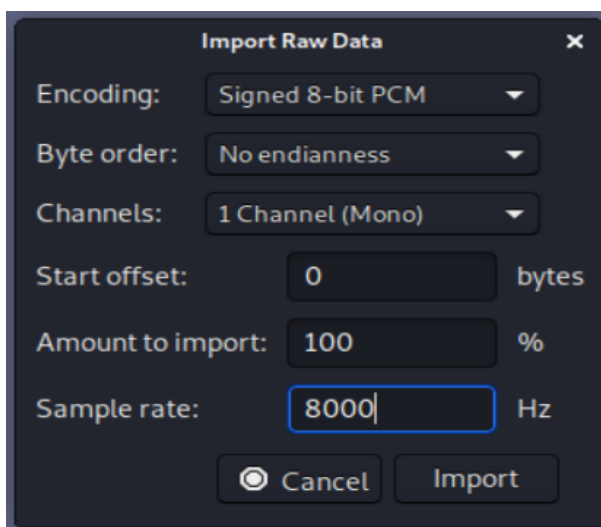 Import Raw Data ×
Encoding: Signed 8-bit PCM
Byte order: No endianness
Channels: 1 Channel (Mono)
Start offset: 0 bytes
Amount to import: 100 %
Sample rate: 8000 Hz
Cancel Import